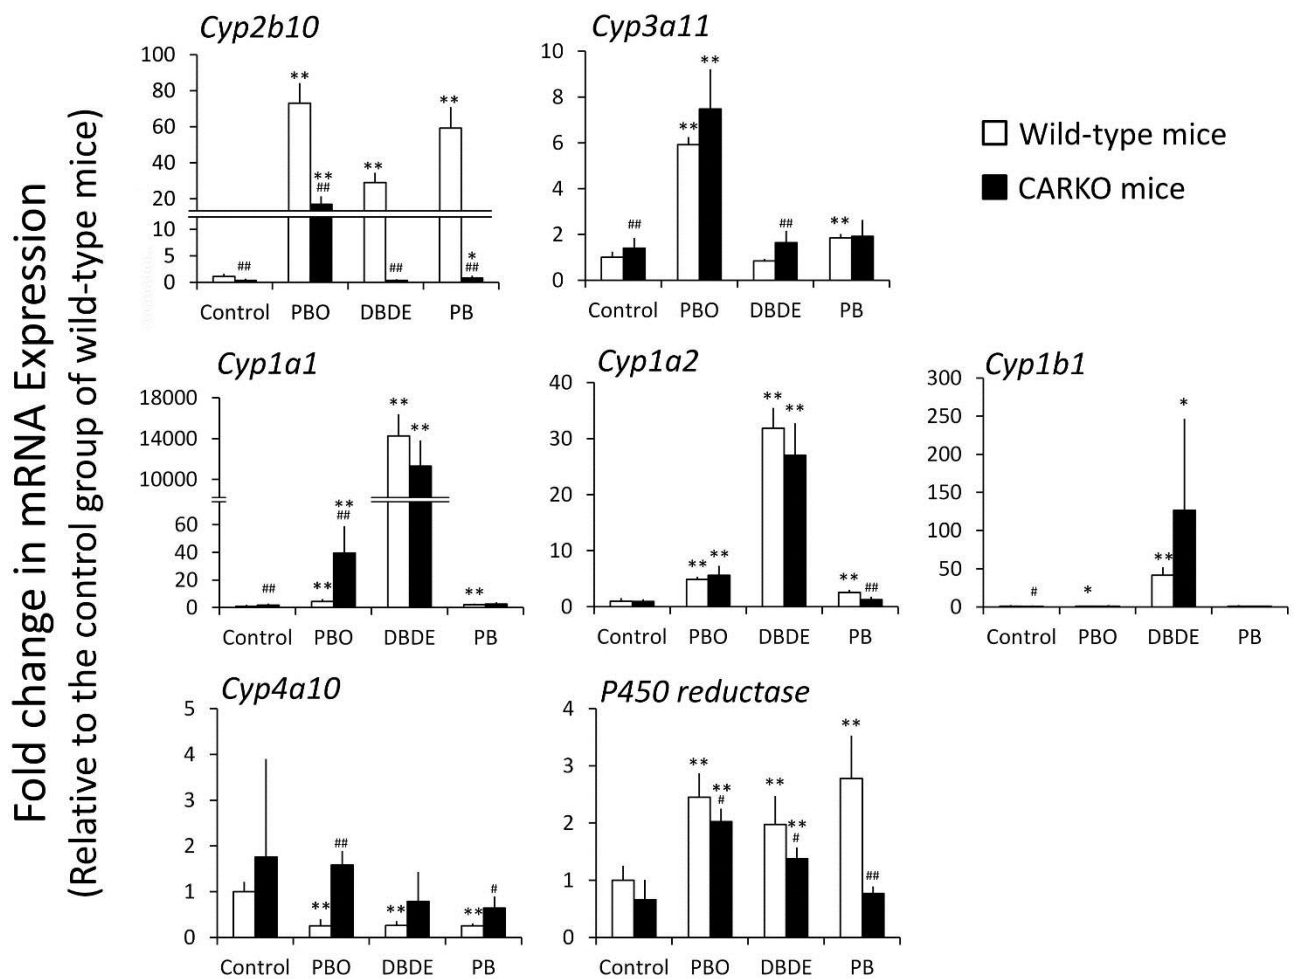 Fold change in mRNA Expression
(Relative to the control group of wild-type mice)
Cyp2b10
100
80
60
40
20
10
5
0
** ** ** ## ** ## ** * ##
##
Control PBO DBDE PB
Cyp3a11
10
8
6
4
2
0
## ** ** ## **
Control PBO DBDE PB
Wild-type mice
CARKO mice
Cyp1a1
18000
14000
10000
60
40
20
0
## ** ** ## ** ** **
Control PBO DBDE PB
Cyp1a2
40
30
20
10
0
** ** ** ** ** ##
Control PBO DBDE PB
Cyp1b1
300
250
200
150
100
50
0
# * ** *
Control PBO DBDE PB
Cyp4a10
5
4
3
2
1
0
** ## ** ** #
Control PBO DBDE PB
P450 reductase
4
3
2
1
0
** ** # ** ** # ** ##
Control PBO DBDE PB